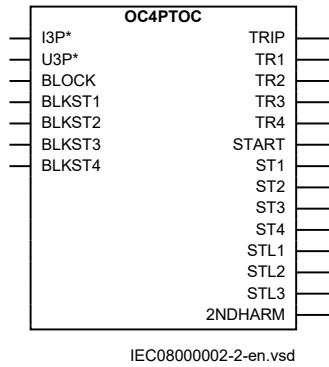 OC4PTOC
I3P* TRIP
U3P* TR1
BLOCK TR2
BLKST1 TR3
BLKST2 TR4
BLKST3 START
BLKST4 ST1
ST2
ST3
ST4
STL1
STL2
STL3
2NDHARM
IEC08000002-2-en.vsd